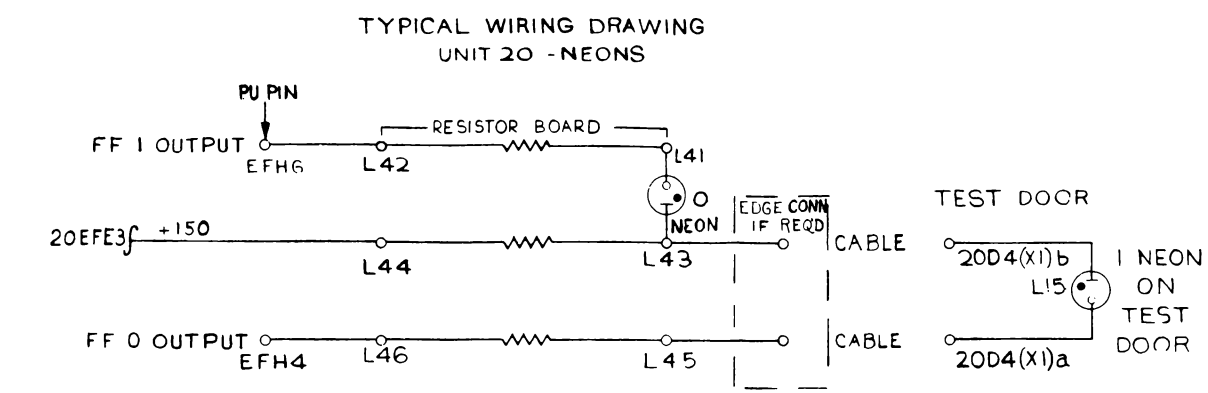 TYPICAL WIRING DRAWING
UNIT 20 - NEONS
PU PIN
RESISTOR BOARD
FF 1 OUTPUT
EFH6
L42
L41
O
NEON
EDGE CONN
IF REQD
TEST DOOR
20EFE3
+150
L44
L43
CABLE
20D4(X1)b
L15
1 NEON
ON
TEST
DOOR
FF 0 OUTPUT
EFH4
L46
L45
CABLE
20D4(X1)a